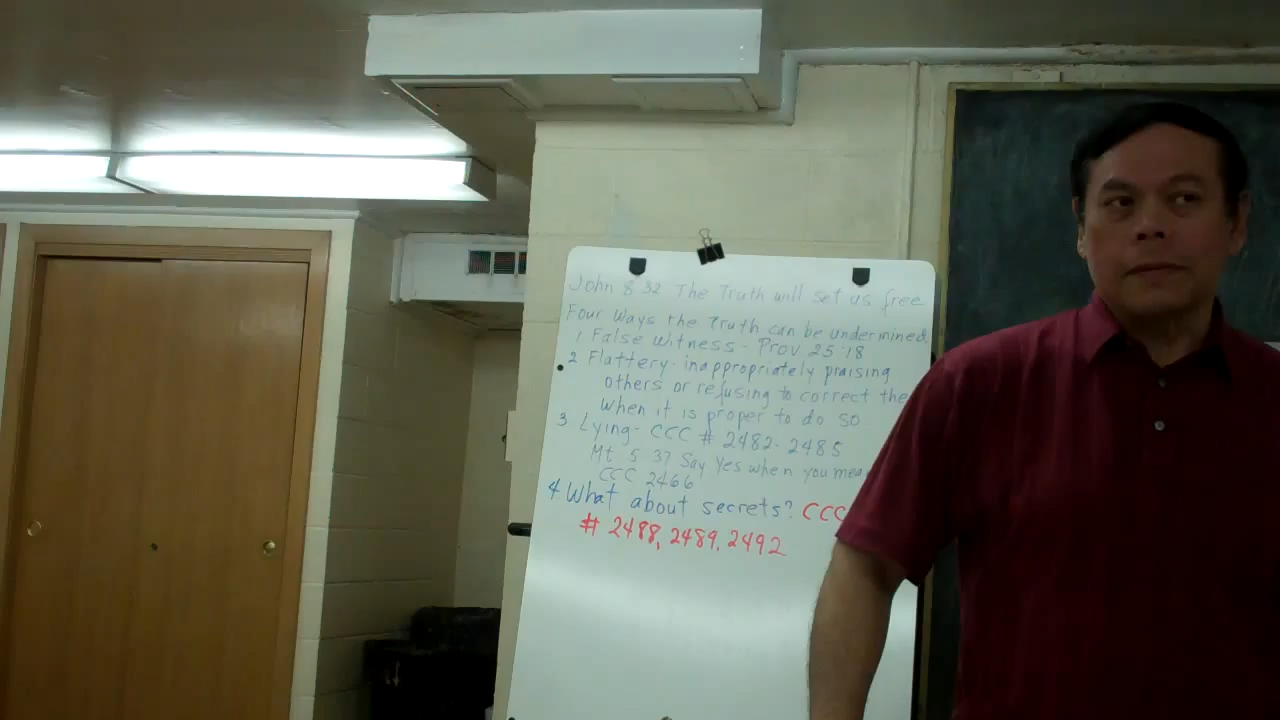 John 8 32 The Truth will set us free
Four Ways the Truth can be undermined.
1 False Witness - Prov 25:18
2 Flattery - inappropriately praising
others or refusing to correct the
when it is proper to do so
3 Lying - CCC # 2482-2485
Mt 5 37 Say Yes when you mea
CCC 2466
4 What about secrets? CCC
# 2488, 2489, 2492